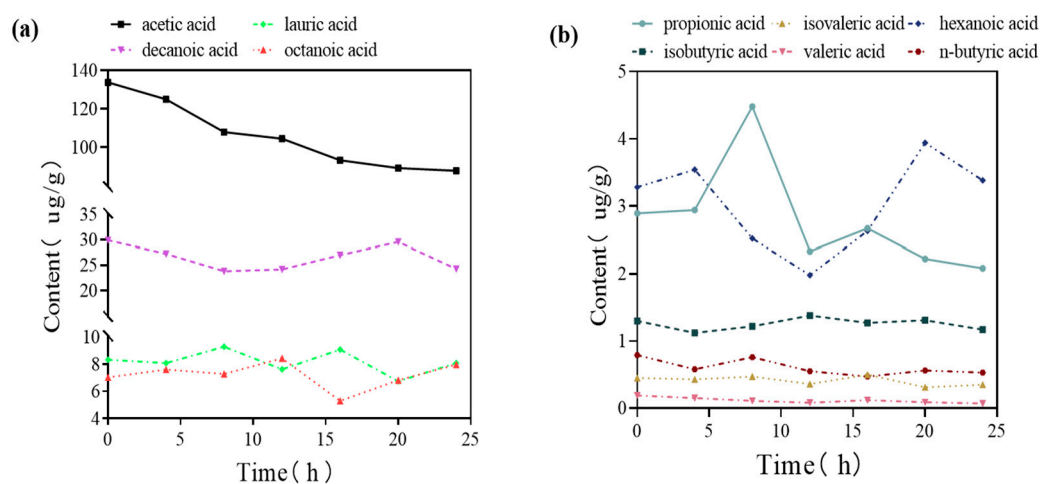 (a)
acetic acid lauric acid
decanoic acid octanoic acid
140
120
100
35
30
25
20
10
8
6
4
0 5 10 15 20 25
Content( ug/g)
Time( h)
(b)
propionic acid isovaleric acid hexanoic acid
isobutyric acid valeric acid n-butyric acid
5
4
3
2
1
0
0 5 10 15 20 25
Content( ug/g)
Time( h)